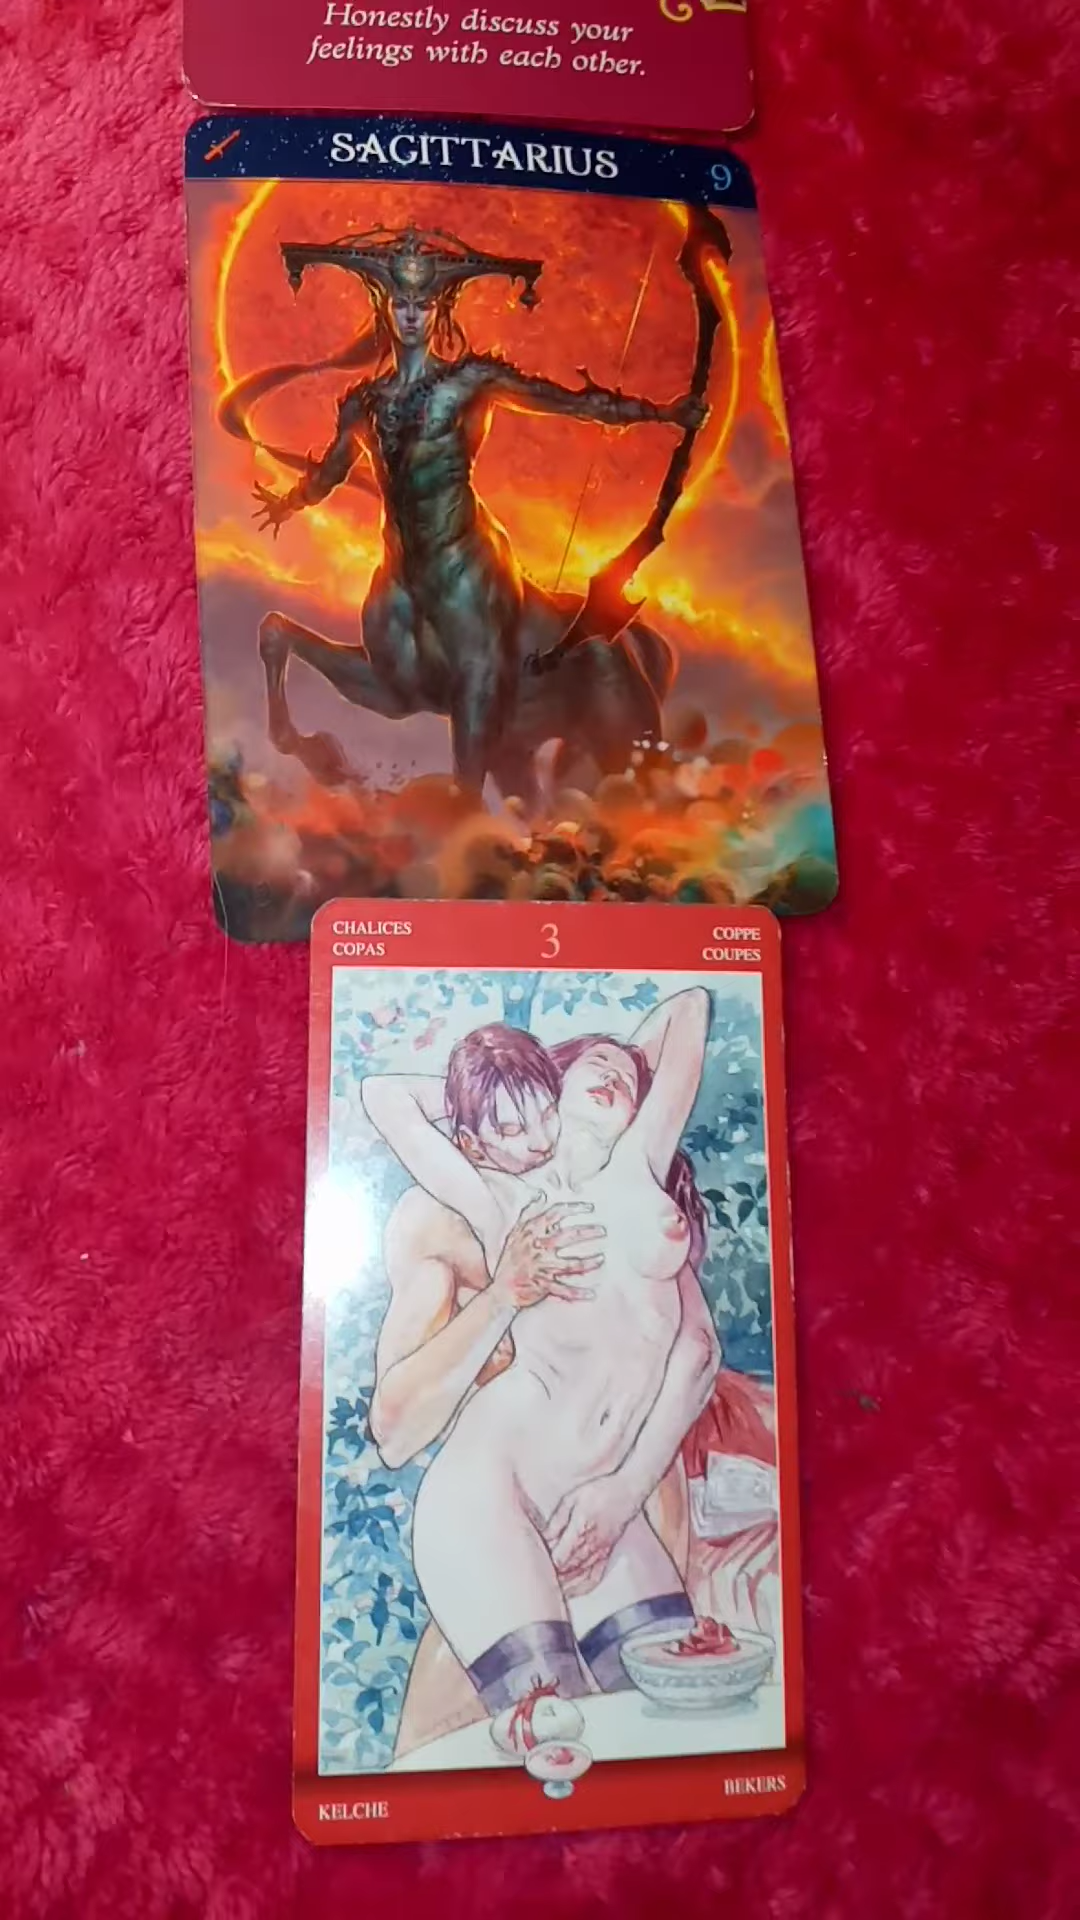 Honestly discuss your
feelings with each other.
SAGITTARIUS
9
CHALICES
COPAS
3
COPPE
COUPES
KELCHE
BEKERS